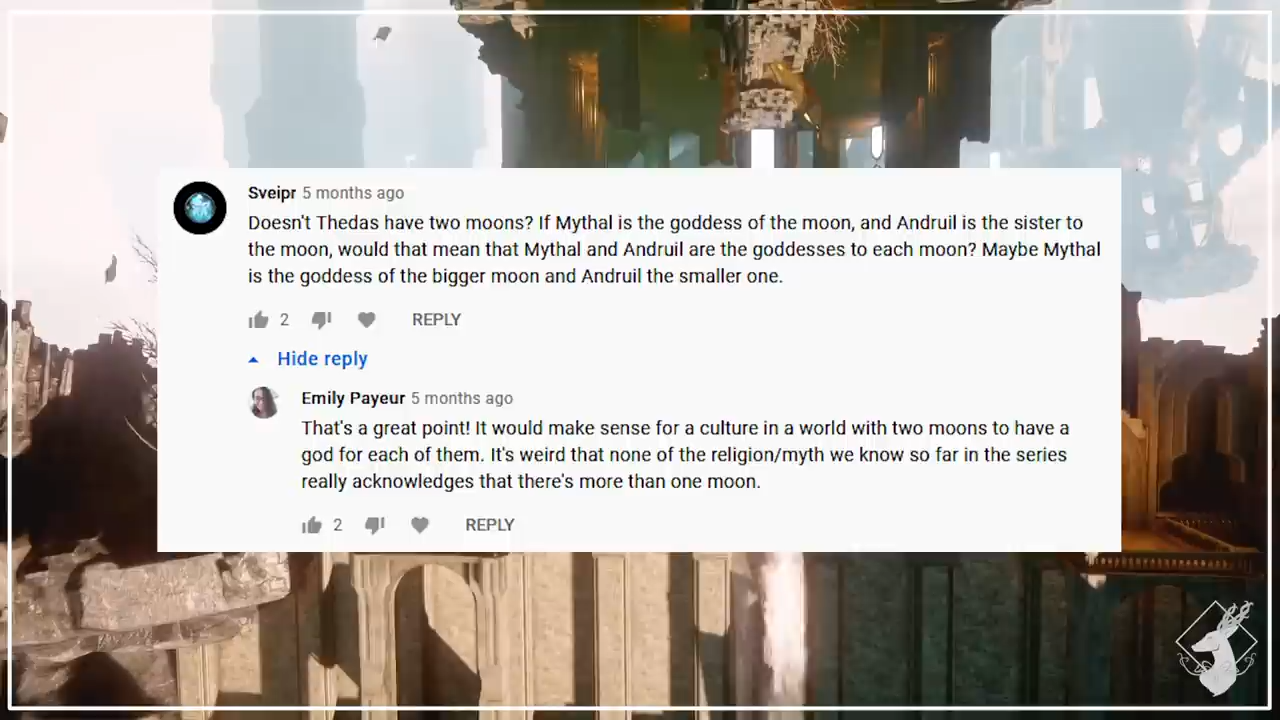 Sveipr 5 months ago
Doesn't Thedas have two moons? If Mythal is the goddess of the moon, and Andruil is the sister to
the moon, would that mean that Mythal and Andruil are the goddesses to each moon? Maybe Mythal
is the goddess of the bigger moon and Andruil the smaller one.
2 REPLY
Hide reply
Emily Payeur 5 months ago
That's a great point! It would make sense for a culture in a world with two moons to have a
god for each of them. It's weird that none of the religion/myth we know so far in the series
really acknowledges that there's more than one moon.
2 REPLY